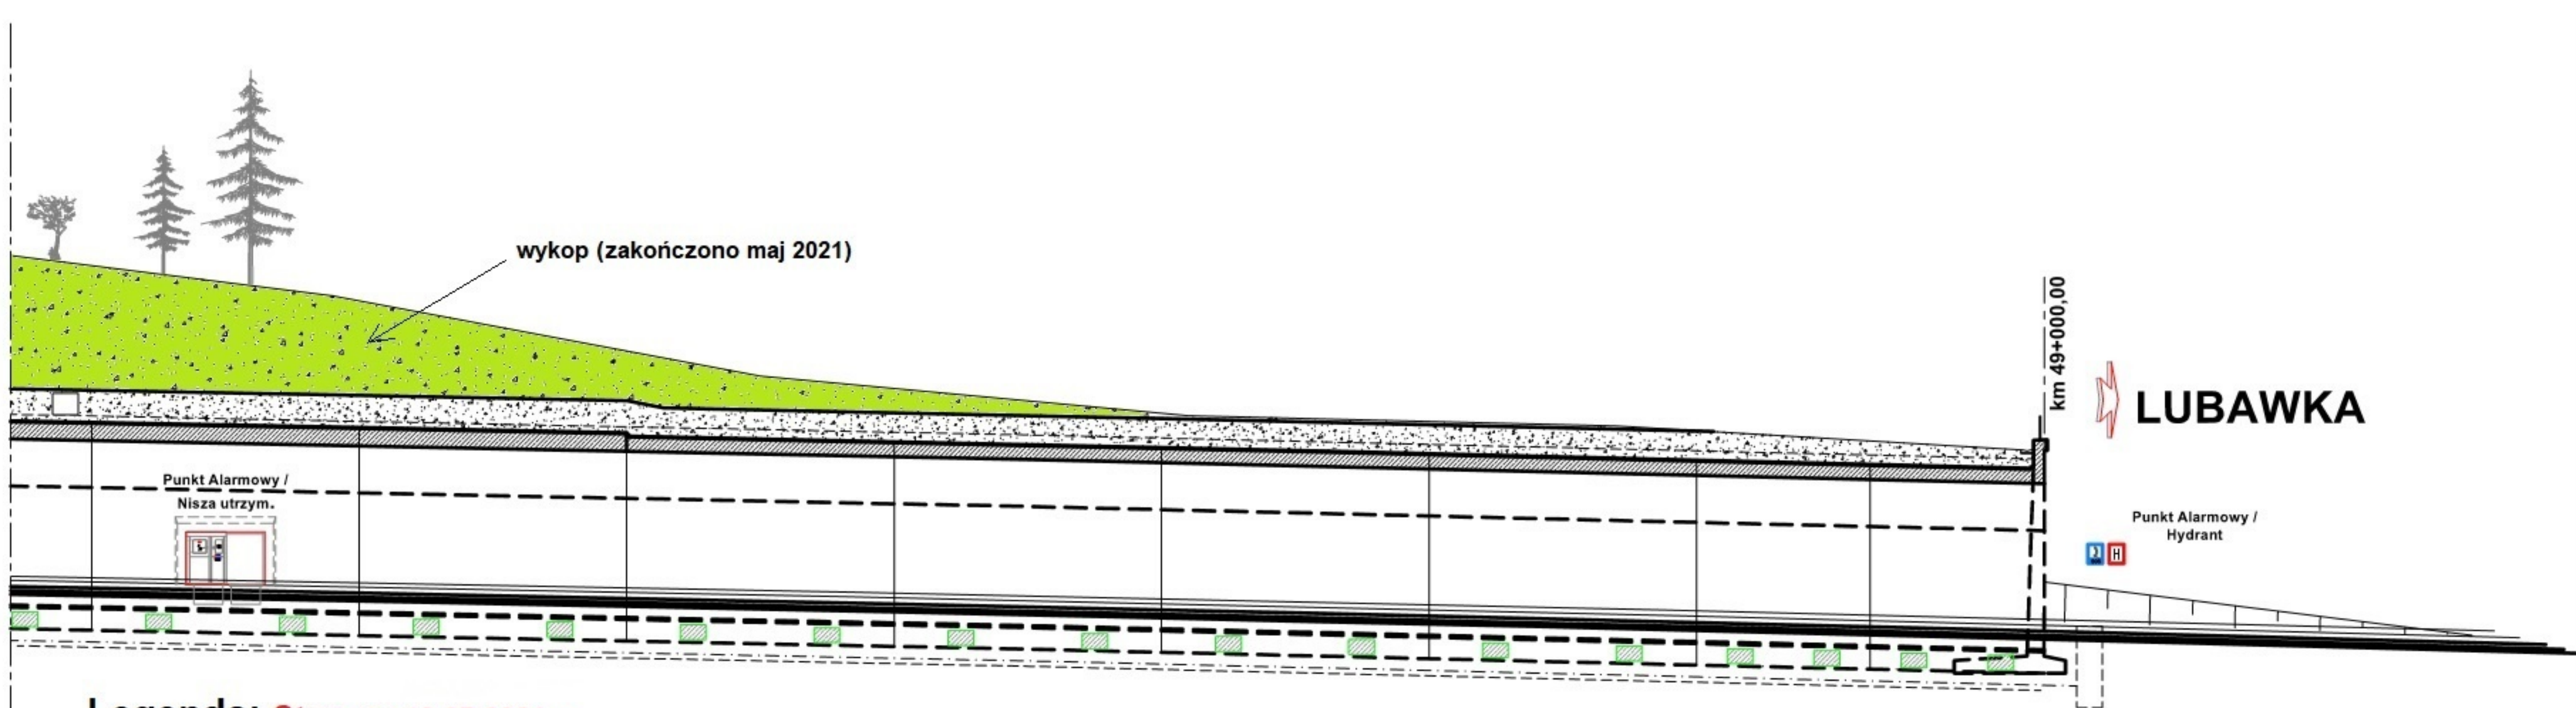 wykop (zakończono maj 2021)
km 49+000,00
LUBAWKA
Punkt Alarmowy /
Nisza utrzym.
Punkt Alarmowy /
Hydrant
H